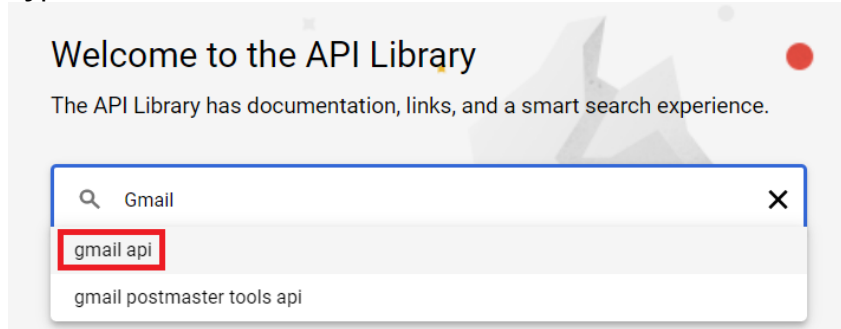 Welcome to the API Library
The API Library has documentation, links, and a smart search experience.
Gmail
gmail api
gmail postmaster tools api